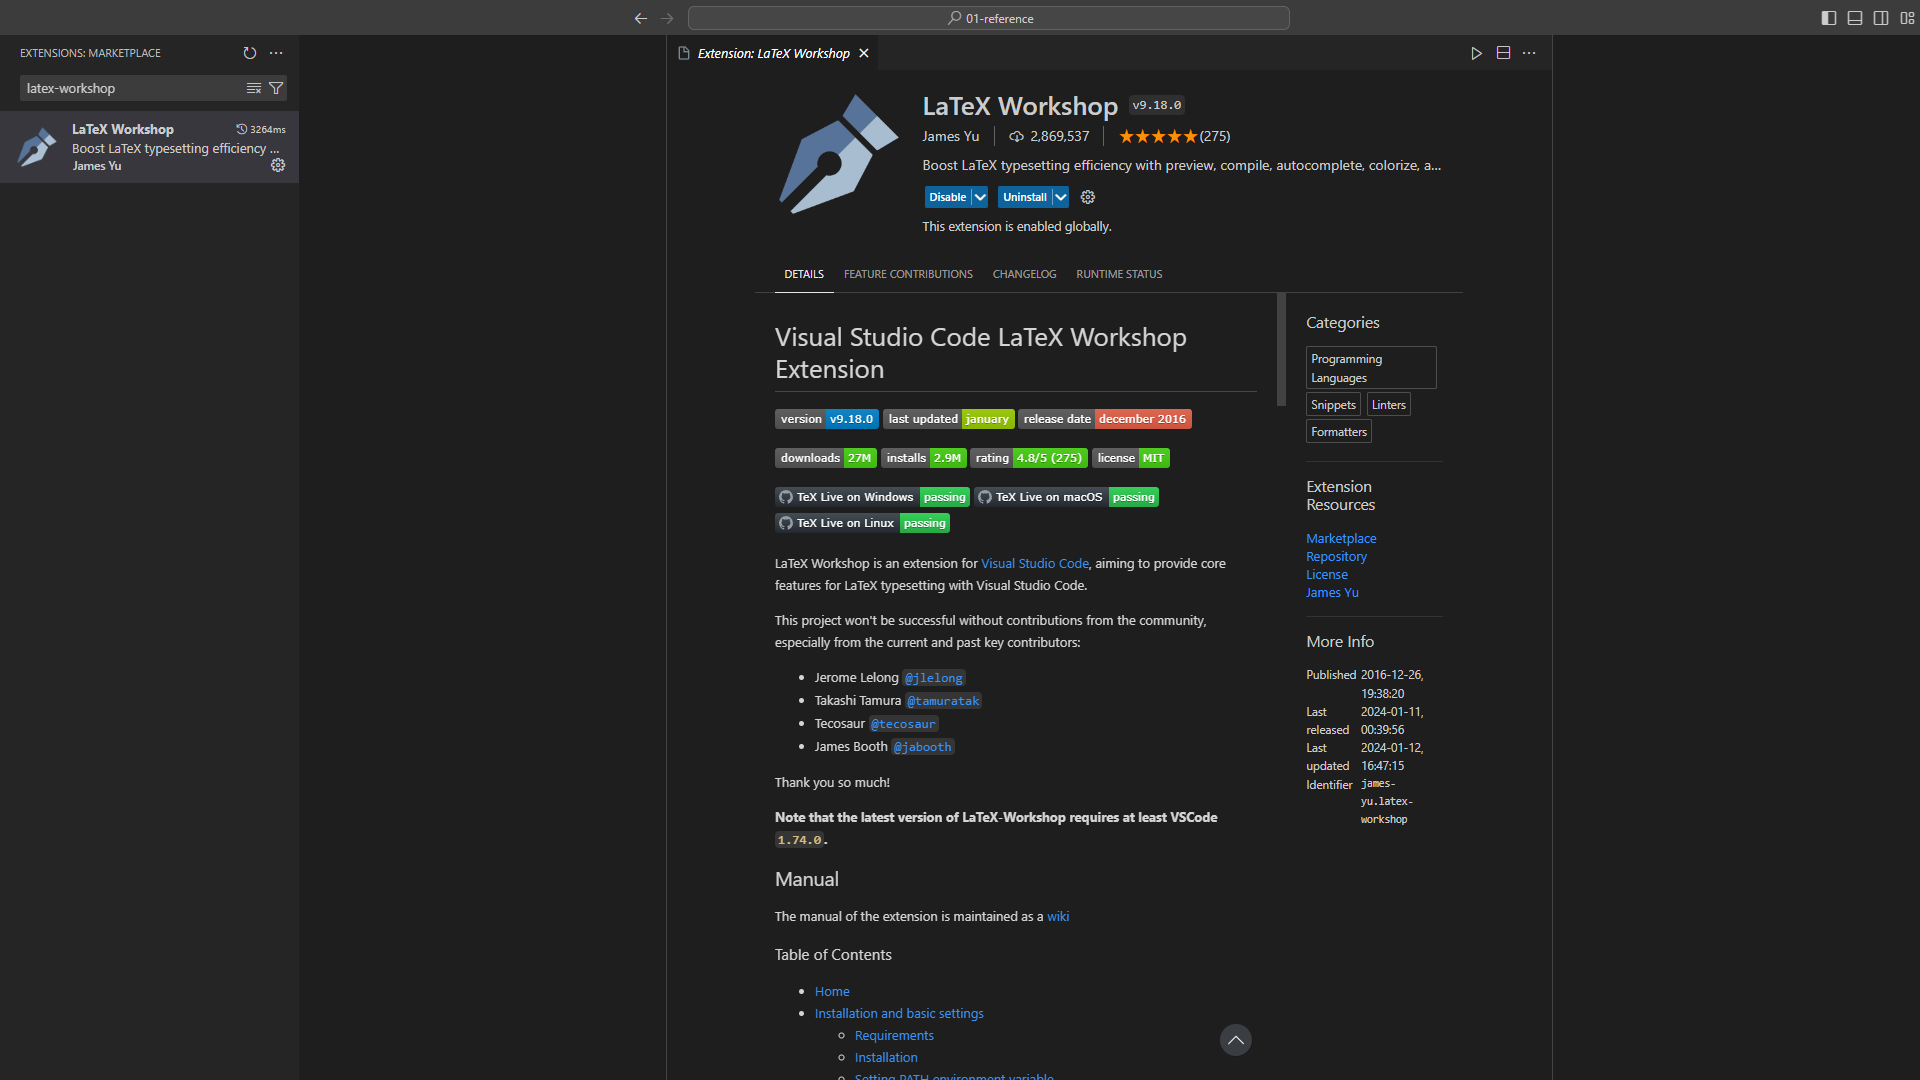 01-reference
EXTENSIONS: MARKETPLACE
latex-workshop
LaTeX Workshop 3264ms
Boost LaTeX typesetting efficiency ...
James Yu
Extension: LaTeX Workshop
LaTeX Workshop v9.18.0
James Yu 2,869,537 (275)
Boost LaTeX typesetting efficiency with preview, compile, autocomplete, colorize, a...
Disable Uninstall
This extension is enabled globally.
DETAILS FEATURE CONTRIBUTIONS CHANGELOG RUNTIME STATUS
Visual Studio Code LaTeX Workshop
Extension
version v9.18.0 last updated january release date december 2016
downloads 27M installs 2.9M rating 4.8/5 (275) license MIT
TeX Live on Windows passing TeX Live on macOS passing
TeX Live on Linux passing
LaTeX Workshop is an extension for Visual Studio Code, aiming to provide core
features for LaTeX typesetting with Visual Studio Code.
This project won't be successful without contributions from the community,
especially from the current and past key contributors:
Jerome Lelong @jlelong
Takashi Tamura @tamuratak
Tecosaur @tecosaur
James Booth @jabooth
Thank you so much!
Note that the latest version of LaTeX-Workshop requires at least VSCode
1.74.0.
Manual
The manual of the extension is maintained as a wiki
Table of Contents
Home
Installation and basic settings
Requirements
Installation
Setting PATH environment variable
Categories
Programming
Languages
Snippets Linters
Formatters
Extension
Resources
Marketplace
Repository
License
James Yu
More Info
Published 2016-12-26,
19:38:20
Last 2024-01-11,
released 00:39:56
Last 2024-01-12,
updated 16:47:15
Identifier james-
yu.latex-
workshop